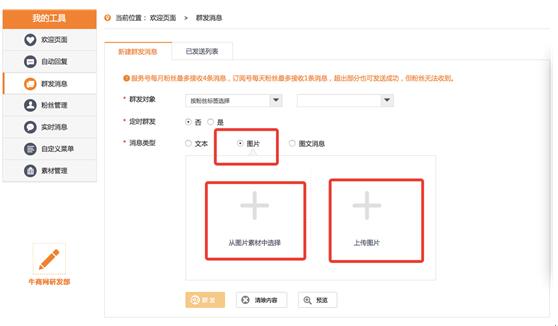 我的工具
欢迎页面
自动回复
群发消息
粉丝管理
实时消息
自定义菜单
素材管理
牛商网研发部
当前位置： 欢迎页面 > 群发消息
新建群发消息 已发送列表
服务号每月粉丝最多接收4条消息，订阅号每天粉丝最多接收1条消息，超出部分也可发送成功，但粉丝无法收到。
* 群发对象 按粉丝标签选择
* 定时群发 否 是
* 消息类型 文本 图片 图文消息
从图片素材中选择 上传图片
群发 清除内容 预览